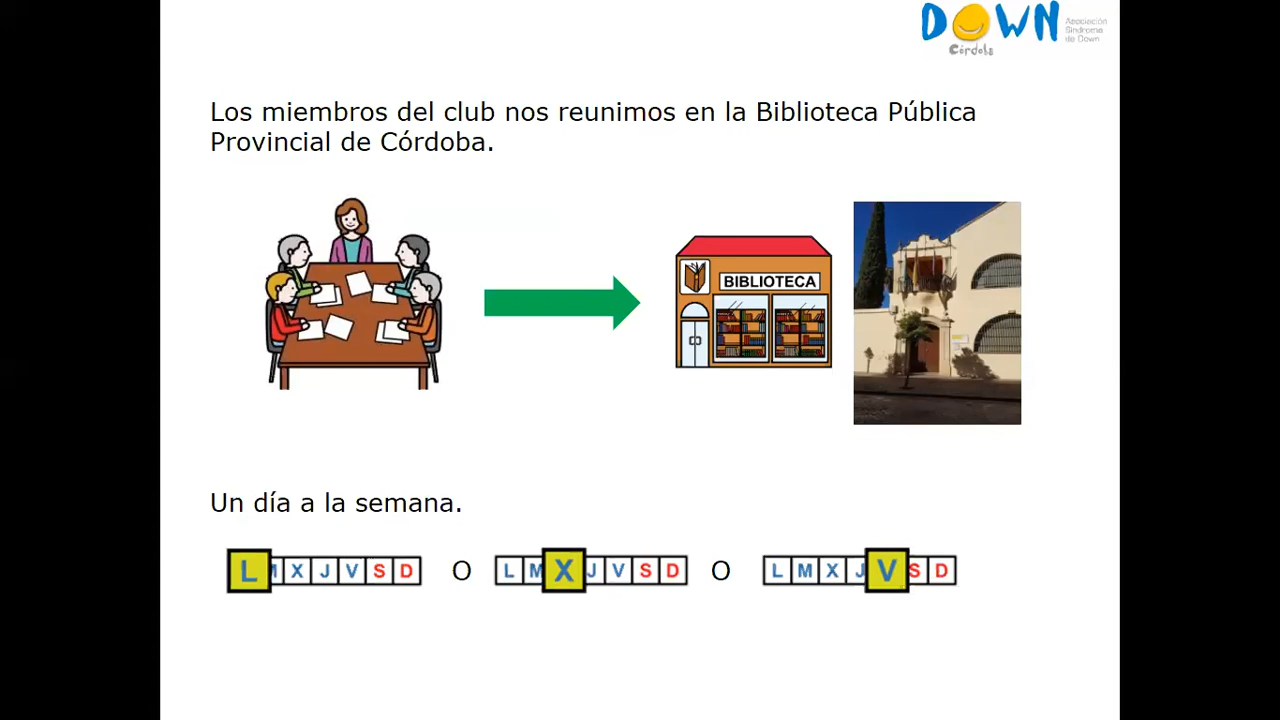 DOWN
Córdoba
Asociación
Síndrome
de Down
Los miembros del club nos reunimos en la Biblioteca Pública
Provincial de Córdoba.
BIBLIOTECA
Un día a la semana.
L M X J V S D O L M X J V S D O L M X J V S D